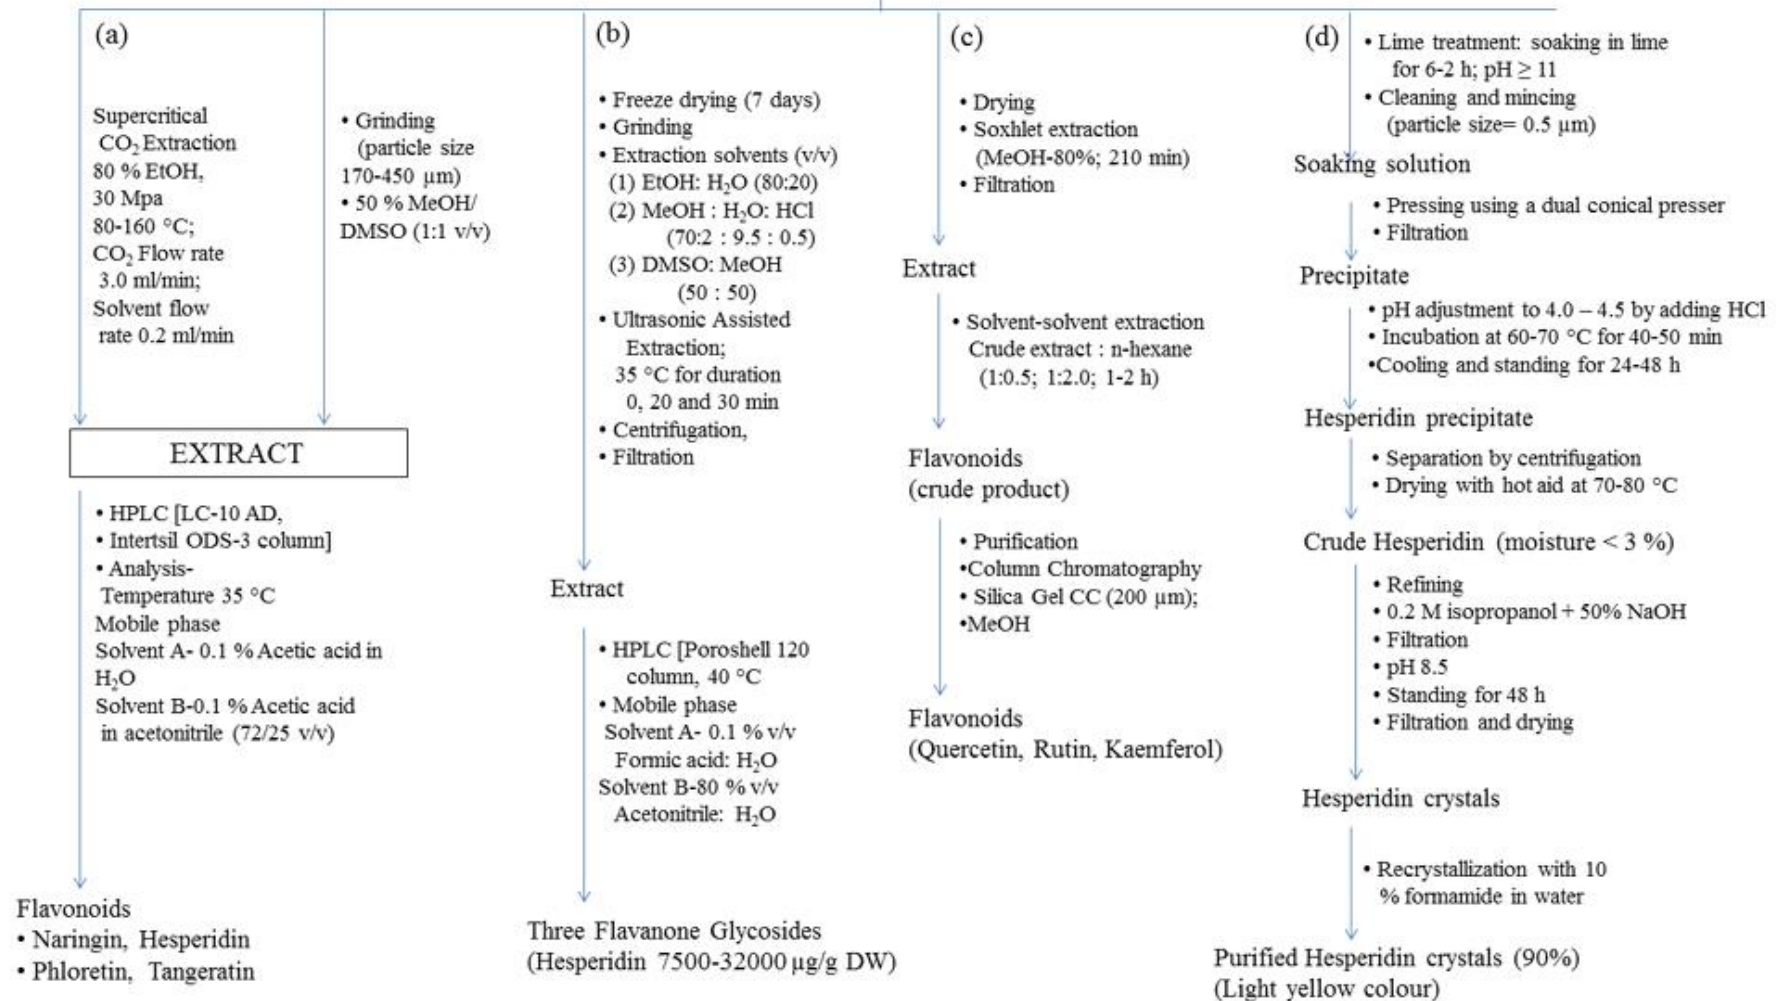 (a)
Supercritical
CO₂ Extraction
80 % EtOH,
30 Mpa
80-160 °C;
CO₂ Flow rate
3.0 ml/min;
Solvent flow
rate 0.2 ml/min
• Grinding
(particle size
170-450 µm)
• 50 % MeOH/
DMSO (1:1 v/v)
EXTRACT
• HPLC [LC-10 AD,
• Intertsil ODS-3 column]
• Analysis-
Temperature 35 °C
Mobile phase
Solvent A- 0.1 % Acetic acid in
H₂O
Solvent B-0.1 % Acetic acid
in acetonitrile (72/25 v/v)
Flavonoids
• Naringin, Hesperidin
• Phloretin, Tangeratin
(b)
• Freeze drying (7 days)
• Grinding
• Extraction solvents (v/v)
(1) EtOH: H₂O (80:20)
(2) MeOH : H₂O: HCl
(70:2 : 9.5 : 0.5)
(3) DMSO: MeOH
(50 : 50)
• Ultrasonic Assisted
Extraction;
35 °C for duration
0, 20 and 30 min
• Centrifugation,
• Filtration
Extract
• HPLC [Poroshell 120
column, 40 °C
• Mobile phase
Solvent A- 0.1 % v/v
Formic acid: H₂O
Solvent B-80 % v/v
Acetonitrile: H₂O
Three Flavanone Glycosides
(Hesperidin 7500-32000 µg/g DW)
(c)
• Drying
• Soxhlet extraction
(MeOH-80%; 210 min)
• Filtration
Extract
• Solvent-solvent extraction
Crude extract : n-hexane
(1:0.5; 1:2.0; 1-2 h)
Flavonoids
(crude product)
• Purification
•Column Chromatography
• Silica Gel CC (200 µm);
•MeOH
Flavonoids
(Quercetin, Rutin, Kaemferol)
(d)
• Lime treatment: soaking in lime
for 6-2 h; pH ≥ 11
• Cleaning and mincing
(particle size= 0.5 µm)
Soaking solution
• Pressing using a dual conical presser
• Filtration
Precipitate
• pH adjustment to 4.0 – 4.5 by adding HCl
• Incubation at 60-70 °C for 40-50 min
•Cooling and standing for 24-48 h
Hesperidin precipitate
• Separation by centrifugation
• Drying with hot aid at 70-80 °C
Crude Hesperidin (moisture < 3 %)
• Refining
• 0.2 M isopropanol + 50% NaOH
• Filtration
• pH 8.5
• Standing for 48 h
• Filtration and drying
Hesperidin crystals
• Recrystallization with 10
% formamide in water
Purified Hesperidin crystals (90%)
(Light yellow colour)